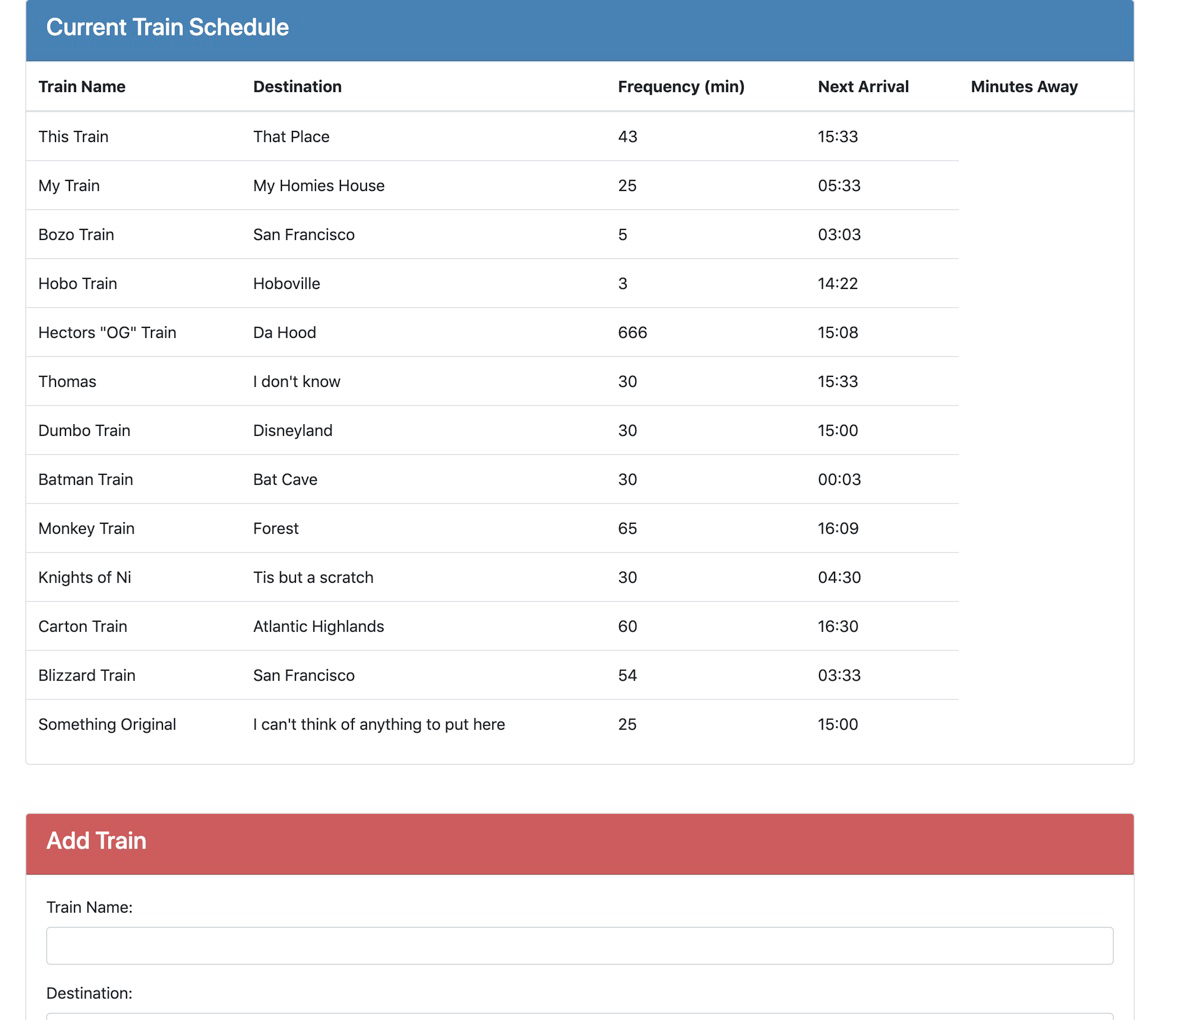 Current Train Schedule
Train Name Destination Frequency (min) Next Arrival Minutes Away
This Train That Place 43 15:33
My Train My Homies House 25 05:33
Bozo Train San Francisco 5 03:03
Hobo Train Hoboville 3 14:22
Hectors "OG" Train Da Hood 666 15:08
Thomas I don't know 30 15:33
Dumbo Train Disneyland 30 15:00
Batman Train Bat Cave 30 00:03
Monkey Train Forest 65 16:09
Knights of Ni Tis but a scratch 30 04:30
Carton Train Atlantic Highlands 60 16:30
Blizzard Train San Francisco 54 03:33
Something Original I can't think of anything to put here 25 15:00
Add Train
Train Name:
Destination: